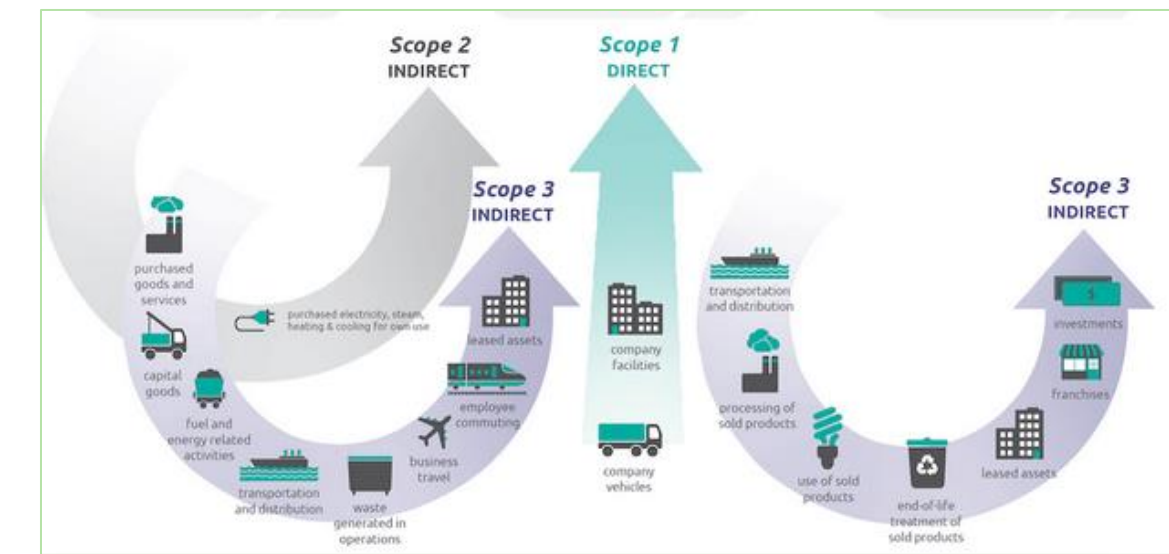 Scope 2
INDIRECT
Scope 1
DIRECT
Scope 3
INDIRECT
Scope 3
INDIRECT
purchased
goods and
services
capital
goods
fuel and
energy related
activities
transportation
and distribution
waste
generated in
operations
business
travel
employee
commuting
leased assets
purchased electricity, steam,
heating & cooling for own use
company
facilities
company
vehicles
transportation
and distribution
processing of
sold products
use of sold
products
end-of-life
treatment of
sold products
leased assets
franchises
investments
$